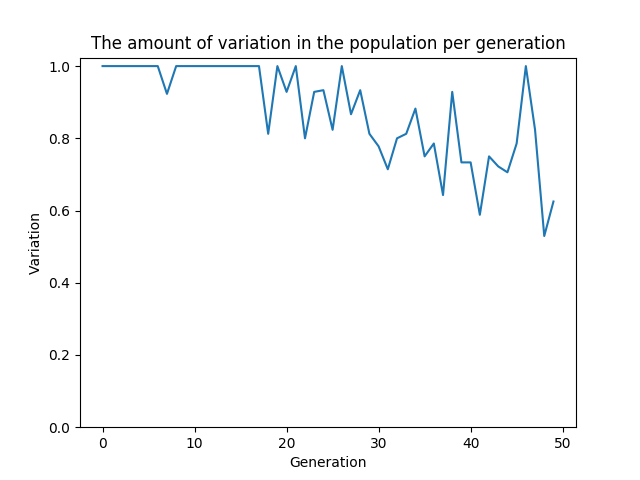 The amount of variation in the population per generation
1.0
0.8
0.6
0.4
0.2
0.0
Variation
0 10 20 30 40 50
Generation